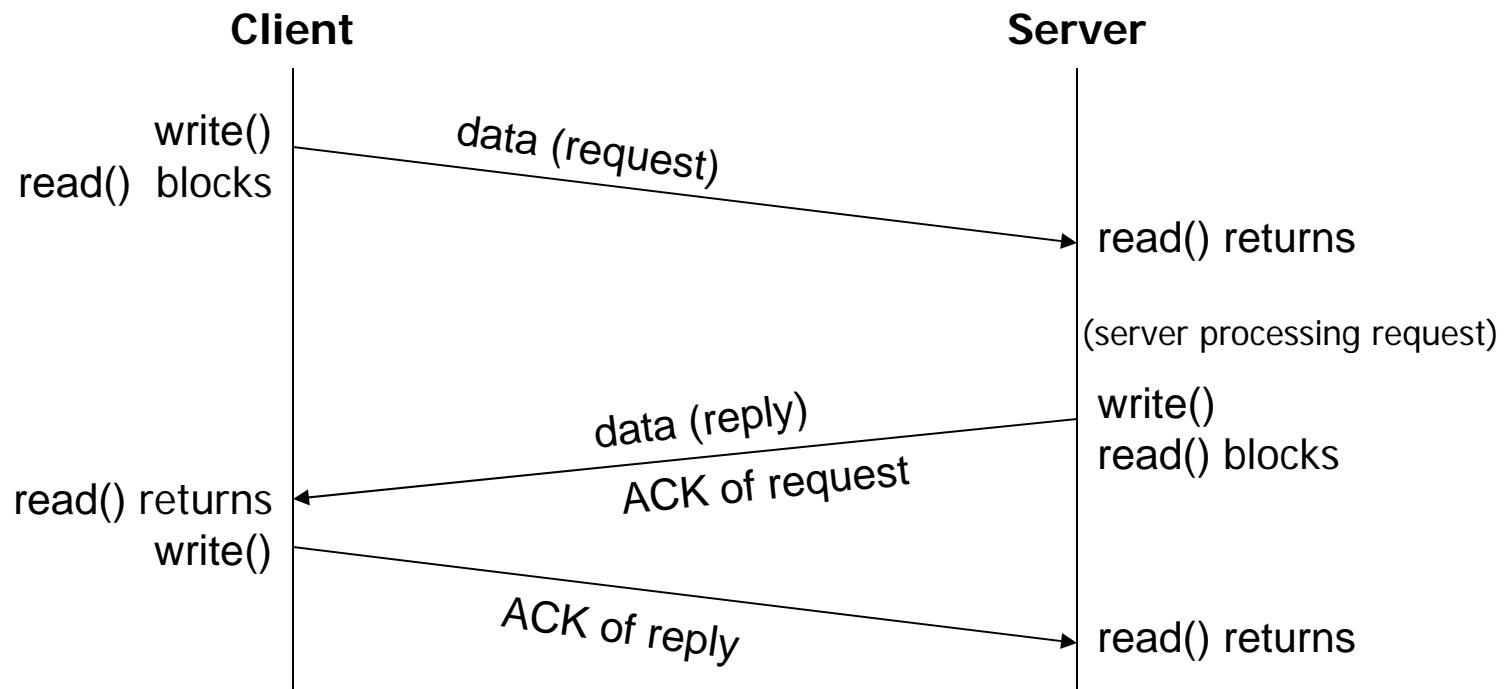 Client
Server
write()
data (request)
read() blocks
read() returns
(server processing request)
write()
data (reply)
read() blocks
ACK of request
read() returns
write()
ACK of reply
read() returns